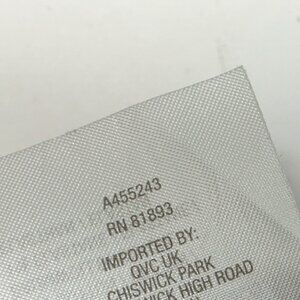 A455243
RN 81893
IMPORTED BY:
QVC UK
CHISWICK PARK
HIGH ROAD